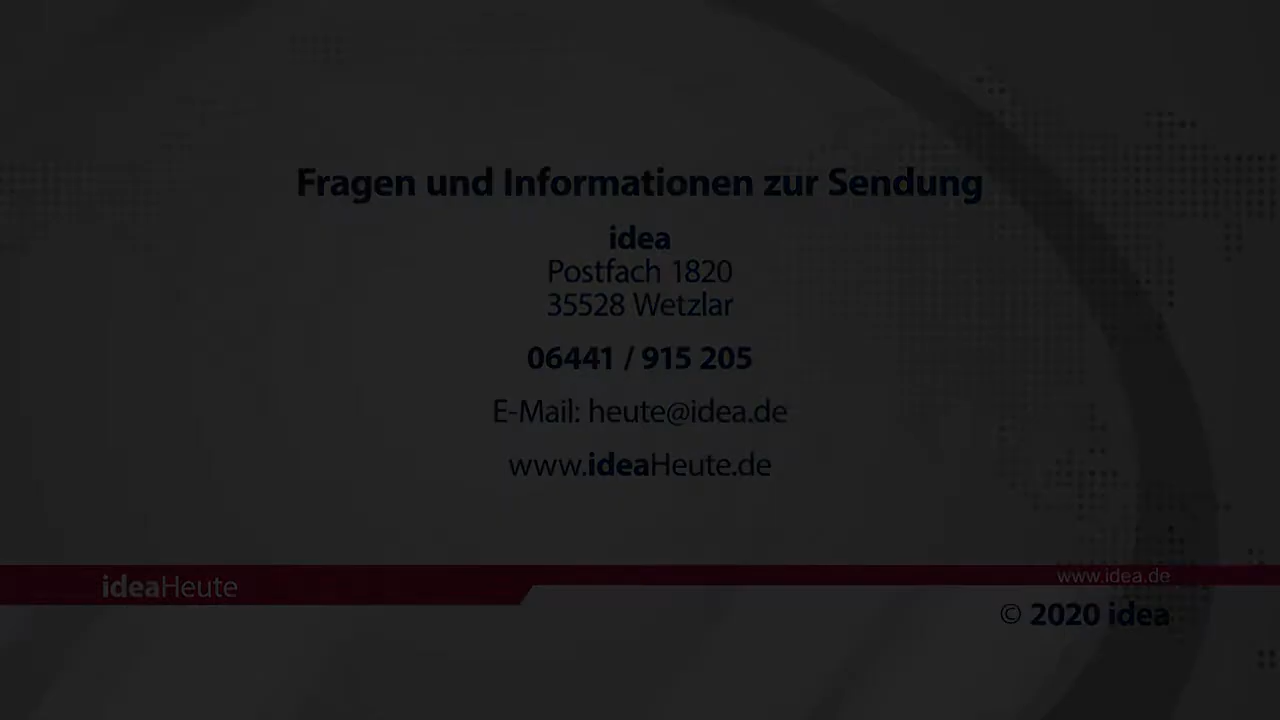 Fragen und Informationen zur Sendung
idea
Postfach 1820
35528 Wetzlar
06441 / 915 205
E-Mail: heute@idea.de
www.ideaHeute.de
ideaHeute
www.idea.de
© 2020 idea